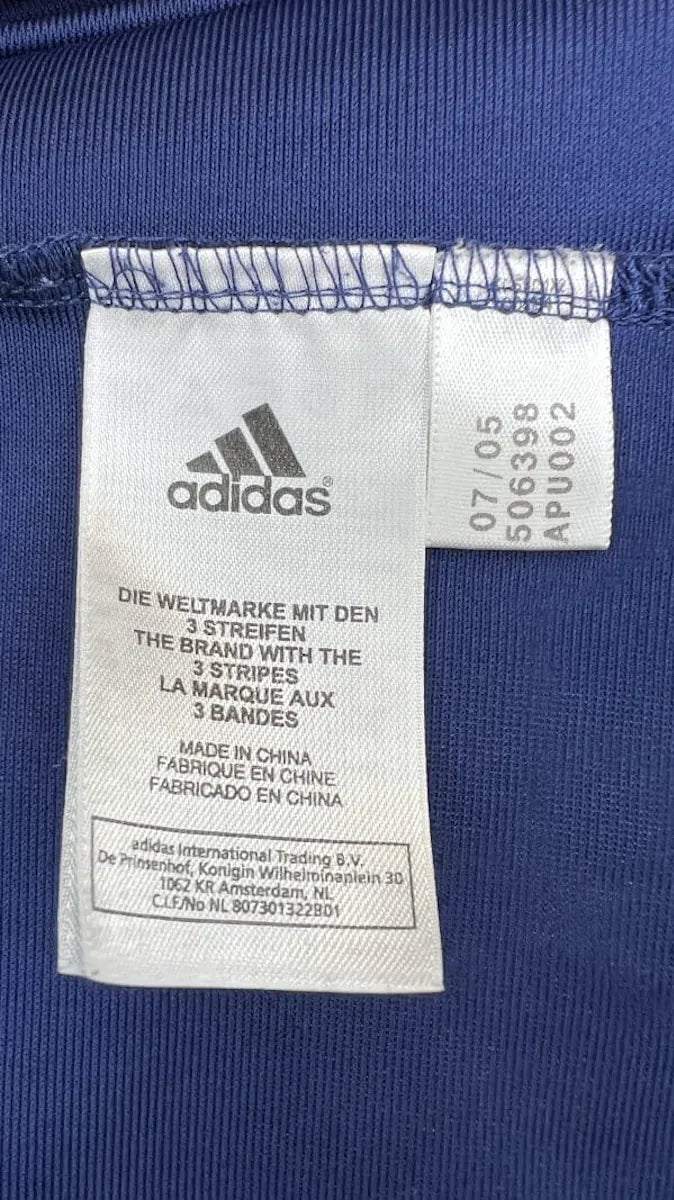 adidas®
DIE WELTMARKE MIT DEN
3 STREIFEN
THE BRAND WITH THE
3 STRIPES
LA MARQUE AUX
3 BANDES
MADE IN CHINA
FABRIQUE EN CHINE
FABRICADO EN CHINA
adidas International Trading B.V.
De Prinsenhof, Konigin Wilhelminaplein 30
1062 KR Amsterdam, NL
C.I.F./No NL 807301322B01
07/05
506398
APU002